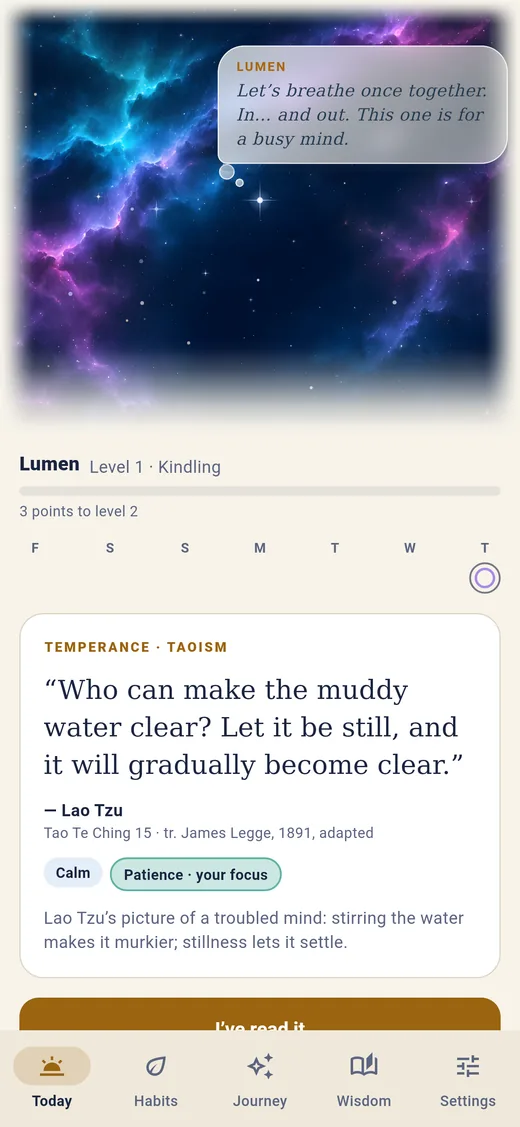 LUMEN
Let’s breathe once together.
In... and out. This one is for
a busy mind.
Lumen Level 1 · Kindling
3 points to level 2
F S S M T W T
TEMPERANCE · TAOISM
“Who can make the muddy
water clear? Let it be still, and
it will gradually become clear.”
— Lao Tzu
Tao Te Ching 15 · tr. James Legge, 1891, adapted
Calm Patience · your focus
Lao Tzu’s picture of a troubled mind: stirring the water
makes it murkier; stillness lets it settle.
I’ve read it
Today Habits Journey Wisdom Settings